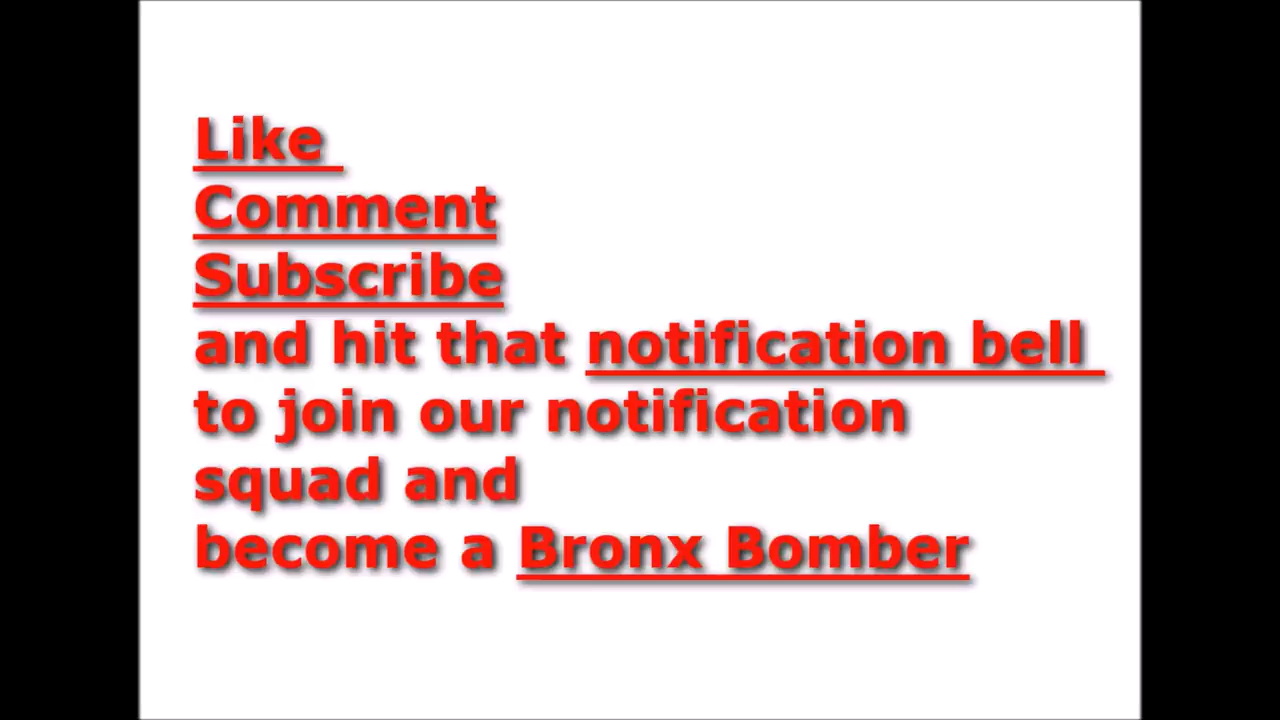 Like
Comment
Subscribe
and hit that notification bell
to join our notification
squad and
become a Bronx Bomber